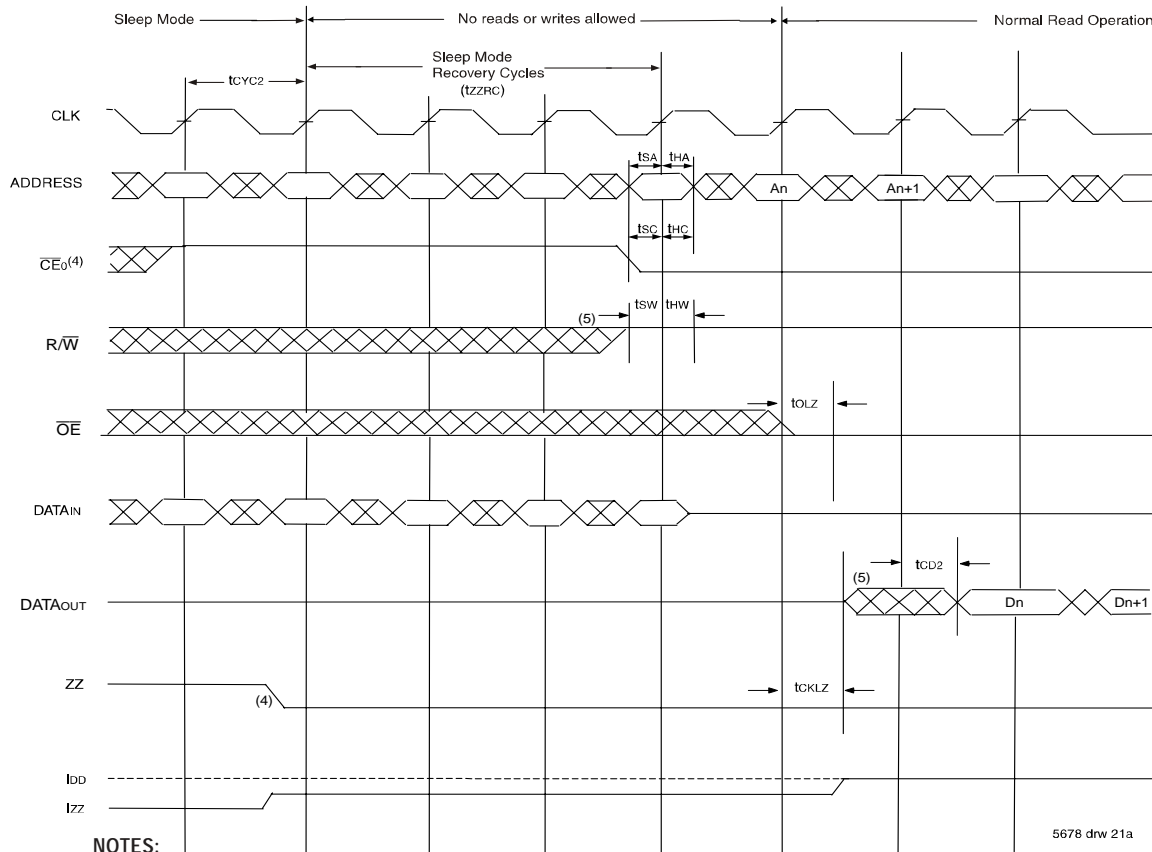 Sleep Mode
No reads or writes allowed
Normal Read Operation
Sleep Mode
Recovery Cycles
(tZZRC)
tCYC2
CLK
tSA tHA
ADDRESS
An
An+1
tSC tHC
CE0(4)
tSW tHW
(5)
R/W
tOLZ
OE
DATAIN
(5)
tCD2
DATAOUT
Dn
Dn+1
ZZ
(4)
tCKLZ
IDD
IZZ
5678 drw 21a
NOTES: